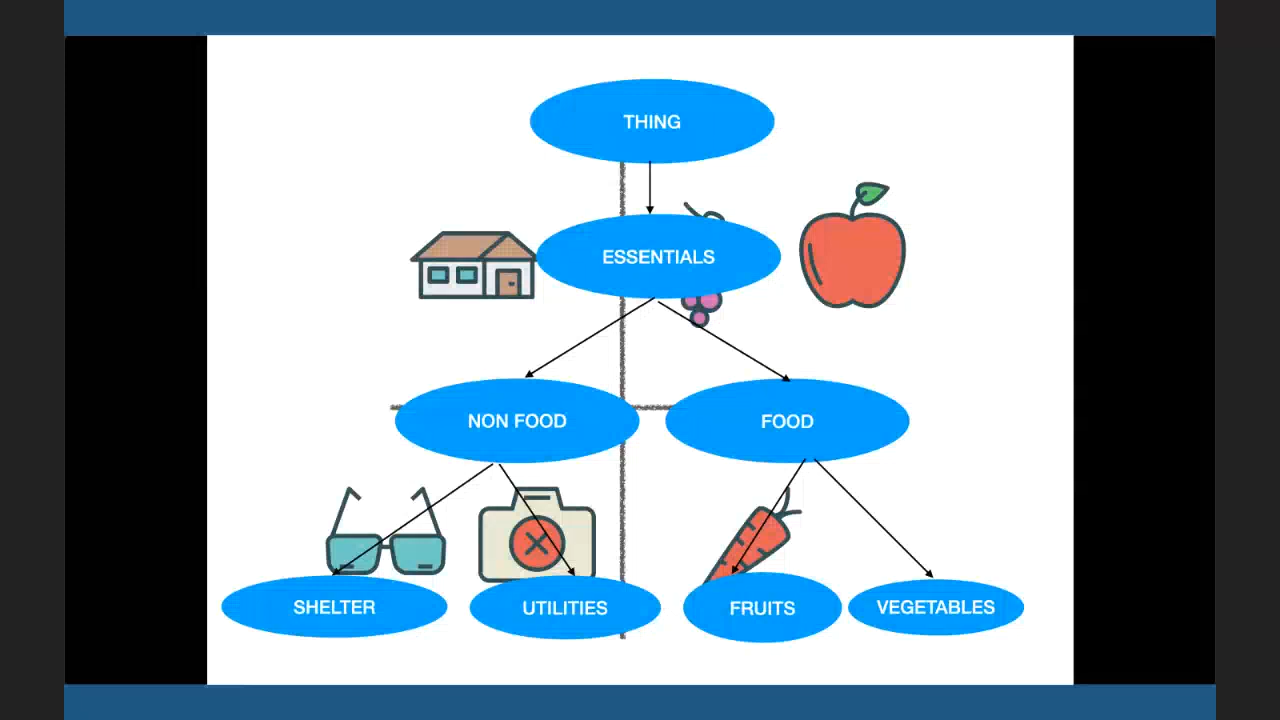 THING
ESSENTIALS
NON FOOD
FOOD
SHELTER
UTILITIES
FRUITS
VEGETABLES